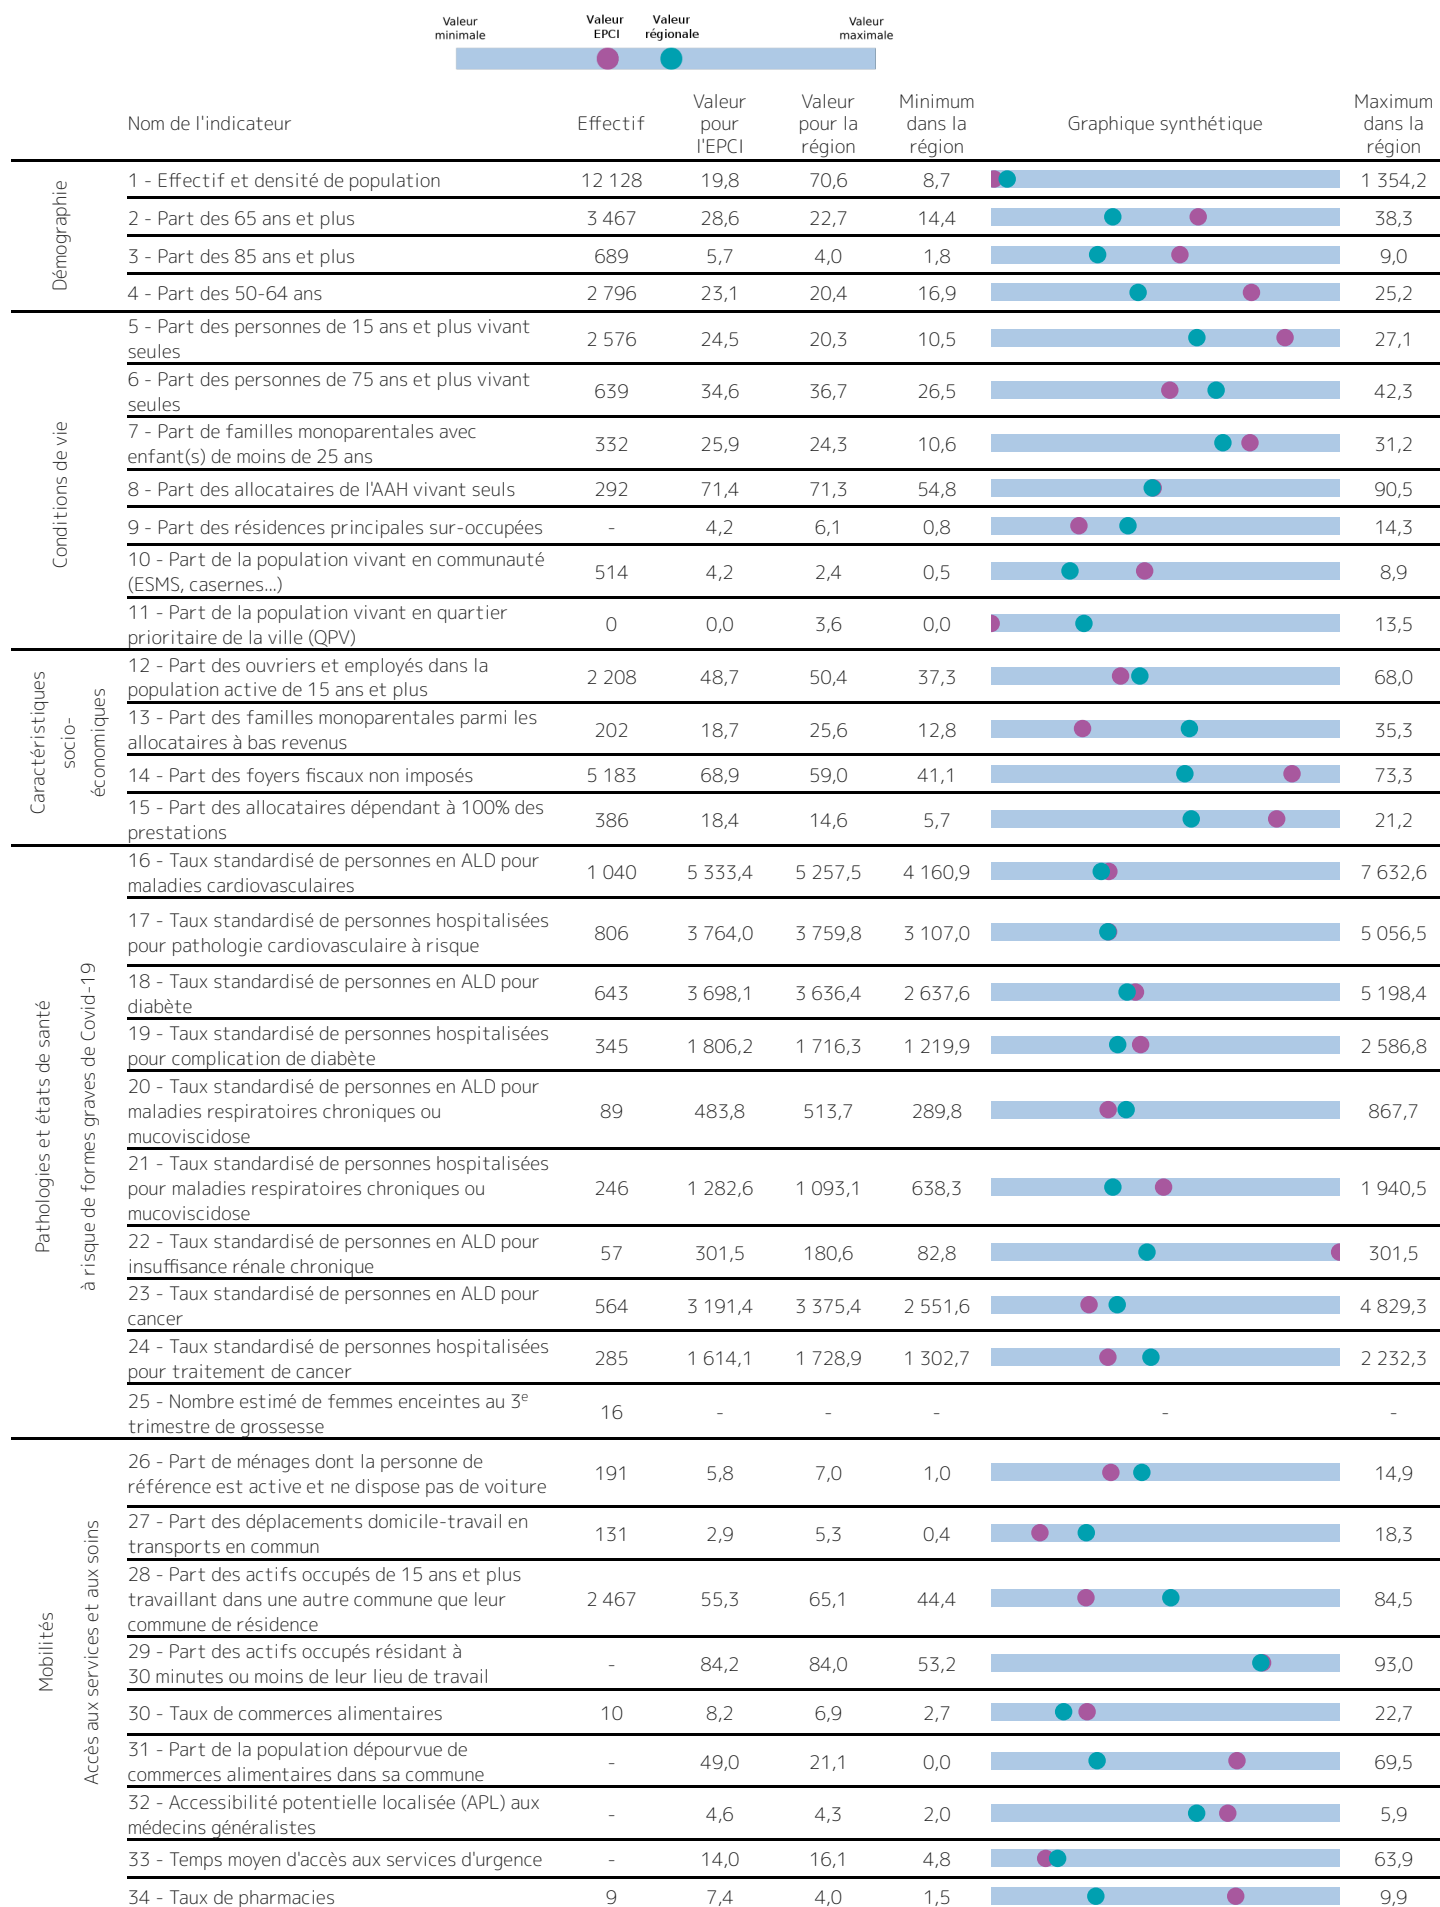 Valeur
minimale
Valeur
EPCI
Valeur
régionale
Valeur
maximale
Nom de l'indicateur
Effectif
Valeur
pour
l'EPCI
Valeur
pour la
région
Minimum
dans la
région
Graphique synthétique
Maximum
dans la
région
Démographie
1 - Effectif et densité de population 12 128 19,8 70,6 8,7 1 354,2
2 - Part des 65 ans et plus 3 467 28,6 22,7 14,4 38,3
3 - Part des 85 ans et plus 689 5,7 4,0 1,8 9,0
4 - Part des 50-64 ans 2 796 23,1 20,4 16,9 25,2
Conditions de vie
5 - Part des personnes de 15 ans et plus vivant
seules
2 576 24,5 20,3 10,5 27,1
6 - Part des personnes de 75 ans et plus vivant
seules
639 34,6 36,7 26,5 42,3
7 - Part de familles monoparentales avec
enfant(s) de moins de 25 ans
332 25,9 24,3 10,6 31,2
8 - Part des allocataires de l'AAH vivant seuls 292 71,4 71,3 54,8 90,5
9 - Part des résidences principales sur-occupées - 4,2 6,1 0,8 14,3
10 - Part de la population vivant en communauté
(ESMS, casernes...)
514 4,2 2,4 0,5 8,9
11 - Part de la population vivant en quartier
prioritaire de la ville (QPV)
0 0,0 3,6 0,0 13,5
Caractéristiques
socio-
économiques
12 - Part des ouvriers et employés dans la
population active de 15 ans et plus
2 208 48,7 50,4 37,3 68,0
13 - Part des familles monoparentales parmi les
allocataires à bas revenus
202 18,7 25,6 12,8 35,3
14 - Part des foyers fiscaux non imposés 5 183 68,9 59,0 41,1 73,3
15 - Part des allocataires dépendant à 100% des
prestations
386 18,4 14,6 5,7 21,2
Pathologies et états de santé
à risque de formes graves de Covid-19
16 - Taux standardisé de personnes en ALD pour
maladies cardiovasculaires
1 040 5 333,4 5 257,5 4 160,9 7 632,6
17 - Taux standardisé de personnes hospitalisées
pour pathologie cardiovasculaire à risque
806 3 764,0 3 759,8 3 107,0 5 056,5
18 - Taux standardisé de personnes en ALD pour
diabète
643 3 698,1 3 636,4 2 637,6 5 198,4
19 - Taux standardisé de personnes hospitalisées
pour complication de diabète
345 1 806,2 1 716,3 1 219,9 2 586,8
20 - Taux standardisé de personnes en ALD pour
maladies respiratoires chroniques ou
mucoviscidose
89 483,8 513,7 289,8 867,7
21 - Taux standardisé de personnes hospitalisées
pour maladies respiratoires chroniques ou
mucoviscidose
246 1 282,6 1 093,1 638,3 1 940,5
22 - Taux standardisé de personnes en ALD pour
insuffisance rénale chronique
57 301,5 180,6 82,8 301,5
23 - Taux standardisé de personnes en ALD pour
cancer
564 3 191,4 3 375,4 2 551,6 4 829,3
24 - Taux standardisé de personnes hospitalisées
pour traitement de cancer
285 1 614,1 1 728,9 1 302,7 2 232,3
25 - Nombre estimé de femmes enceintes au 3e
trimestre de grossesse
16 - - - - -
Mobilités
Accès aux services et aux soins
26 - Part de ménages dont la personne de
référence est active et ne dispose pas de voiture
191 5,8 7,0 1,0 14,9
27 - Part des déplacements domicile-travail en
transports en commun
131 2,9 5,3 0,4 18,3
28 - Part des actifs occupés de 15 ans et plus
travaillant dans une autre commune que leur
commune de résidence
2 467 55,3 65,1 44,4 84,5
29 - Part des actifs occupés résidant à
30 minutes ou moins de leur lieu de travail
- 84,2 84,0 53,2 93,0
30 - Taux de commerces alimentaires 10 8,2 6,9 2,7 22,7
31 - Part de la population dépourvue de
commerces alimentaires dans sa commune
- 49,0 21,1 0,0 69,5
32 - Accessibilité potentielle localisée (APL) aux
médecins généralistes
- 4,6 4,3 2,0 5,9
33 - Temps moyen d'accès aux services d'urgence - 14,0 16,1 4,8 63,9
34 - Taux de pharmacies 9 7,4 4,0 1,5 9,9